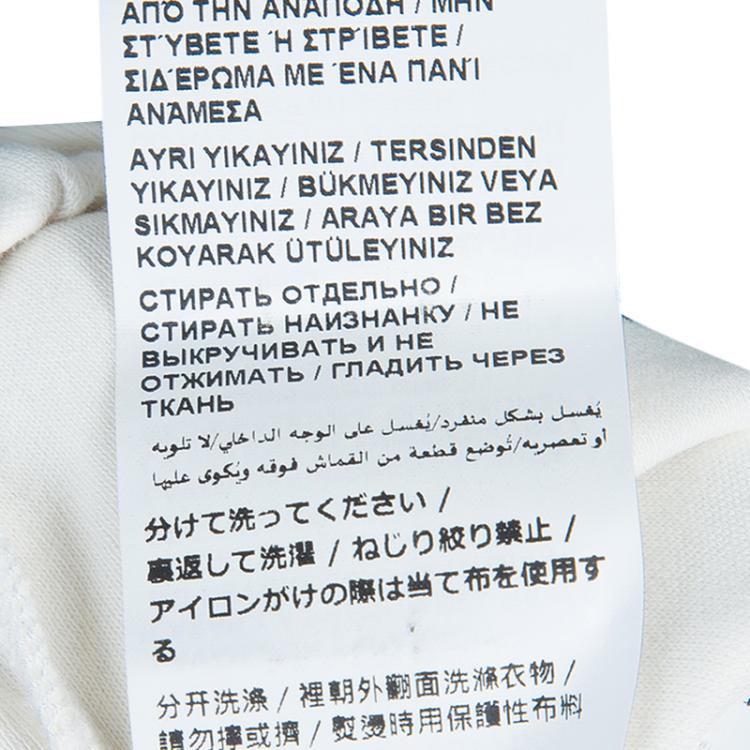 ΑΠΌ ΤΗΝ ΑΝΆΠΟΔΗ / ΜΗΝ
ΣΤΎΒΕΤΕ Ή ΣΤΡΊΒΕΤΕ /
ΣΙΔΈΡΩΜΑ ΜΕ ΈΝΑ ΠΑΝΊ
ΑΝΆΜΕΣΑ
AYRI YIKAYINIZ / TERSINDEN
YIKAYINIZ / BÜKMEYINIZ VEYA
SIKMAYINIZ / ARAYA BIR BEZ
KOYARAK ÜTÜLEYINIZ
СТИРАТЬ ОТДЕЛЬНО /
СТИРАТЬ НАИЗНАНКУ / НЕ
ВЫКРУЧИВАТЬ И НЕ
ОТЖИМАТЬ / ГЛАДИТЬ ЧЕРЕЗ
ТКАНЬ
يُغسل بشكل منفرد/يُغسل على الوجه الداخلي/لا تلويه
أو تعصريه/تُوضع قطعة من القماش فوقه ويُكوى عليها
分けて洗ってください /
裏返して洗濯 / ねじり絞り禁止 /
アイロンがけの際は当て布を使用す
る
分开洗涤 / 裡朝外翻面洗滌衣物 /
請勿擰或擠 / 熨燙時用保護性布料